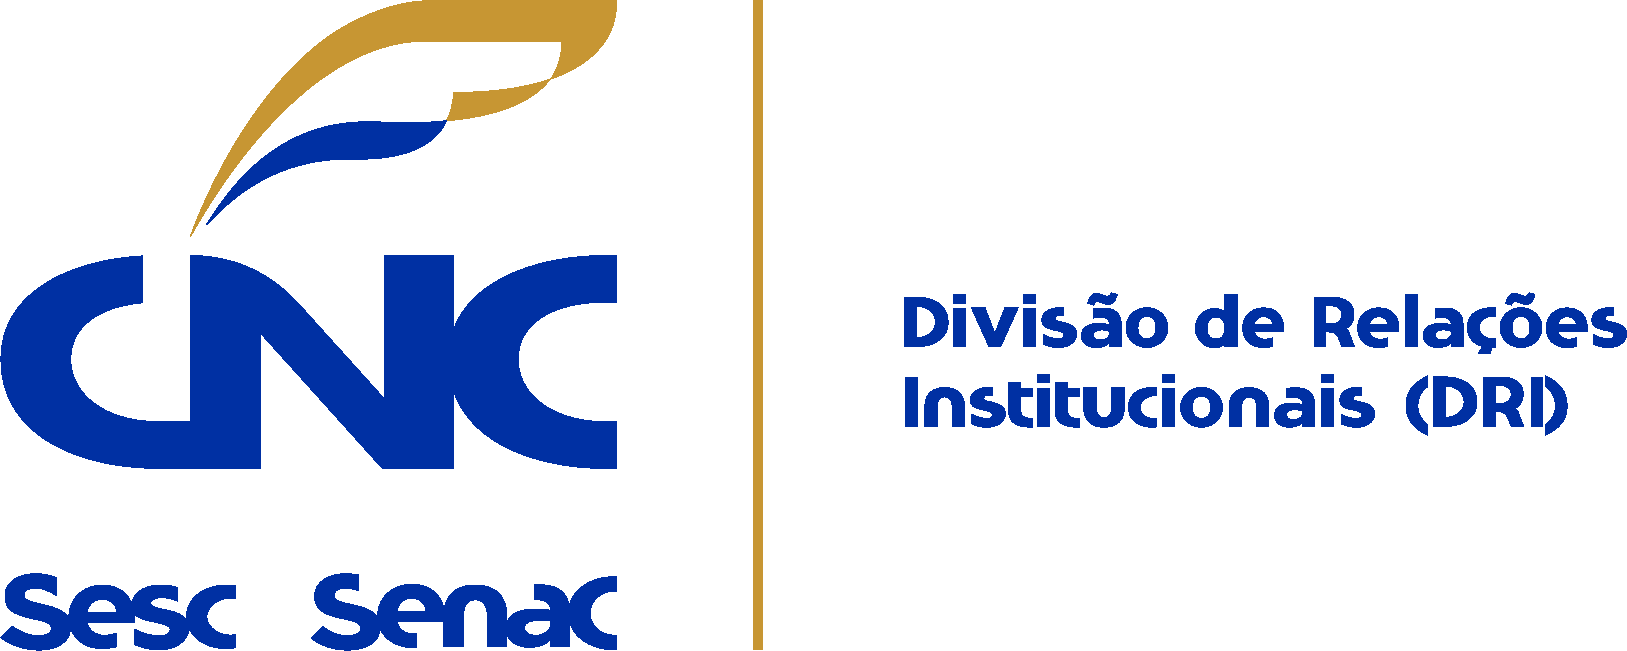 CNC
Sesc Senac
Divisão de Relações
Institucionais (DRI)